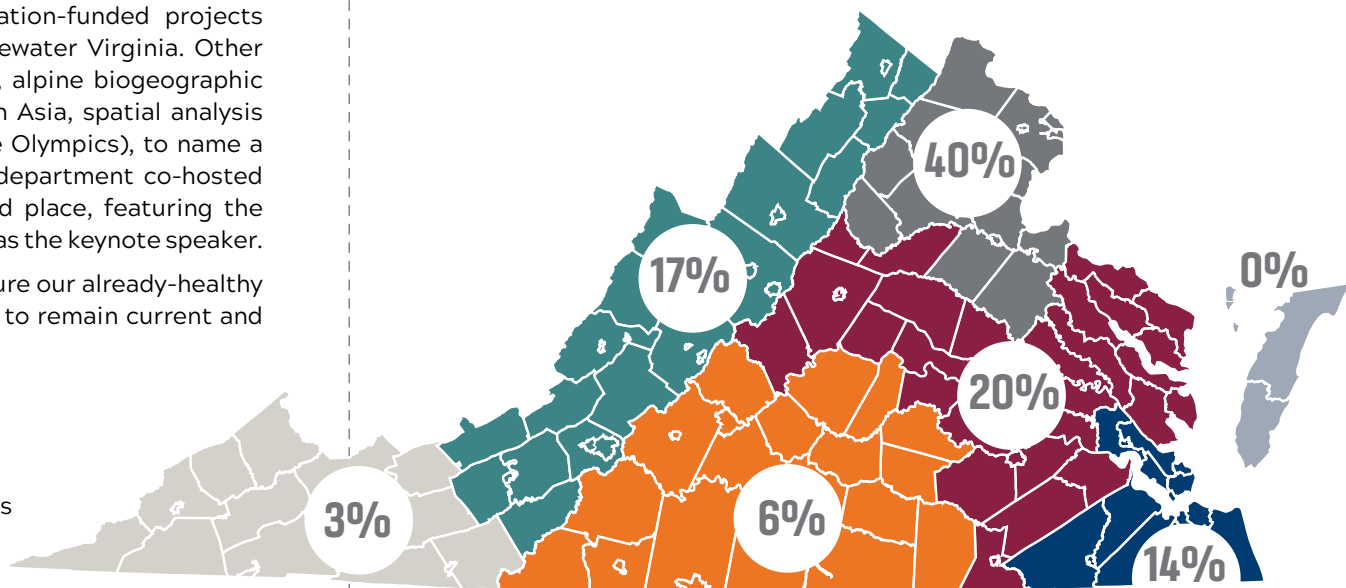 ation-funded projects
ewater Virginia. Other
, alpine biogeographic
n Asia, spatial analysis
e Olympics), to name a
department co-hosted
d place, featuring the
as the keynote speaker.
ure our already-healthy
to remain current and
s
40%
17%
0%
20%
3%
6%
14%